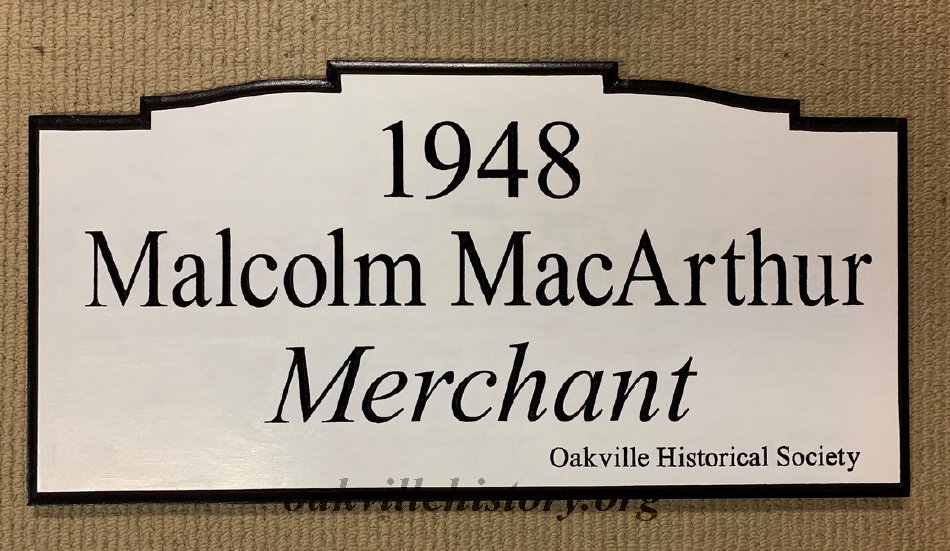 1948
Malcolm MacArthur
Merchant
Oakville Historical Society
oakvillehistory.org